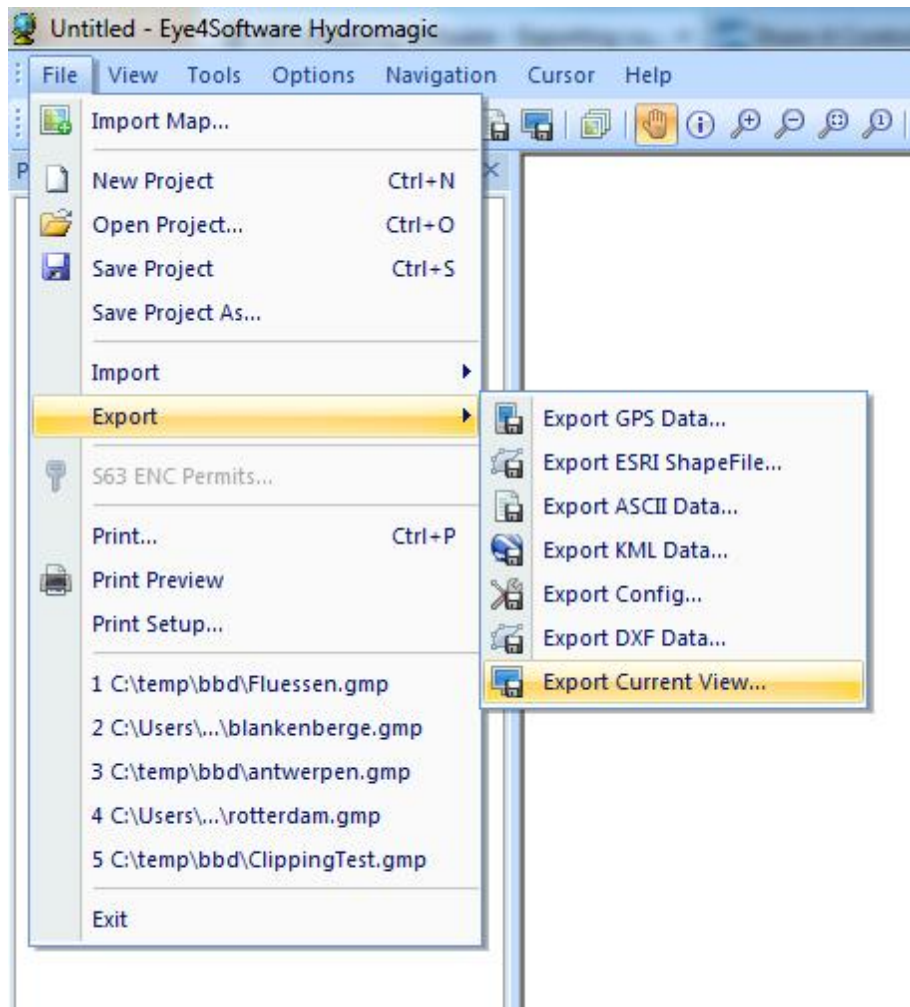 Untitled - Eye4Software Hydromagic
File View Tools Options Navigation Cursor Help
Import Map...
P
New Project Ctrl+N
Open Project... Ctrl+O
Save Project Ctrl+S
Save Project As...
Import
Export
Export GPS Data...
Export ESRI ShapeFile...
S63 ENC Permits...
Export ASCII Data...
Print... Ctrl+P
Export KML Data...
Print Preview
Export Config...
Print Setup...
Export DXF Data...
1 C:\temp\bbd\Fluessen.gmp
Export Current View...
2 C:\Users\...\blankenberge.gmp
3 C:\temp\bbd\antwerpen.gmp
4 C:\Users\...\rotterdam.gmp
5 C:\temp\bbd\ClippingTest.gmp
Exit